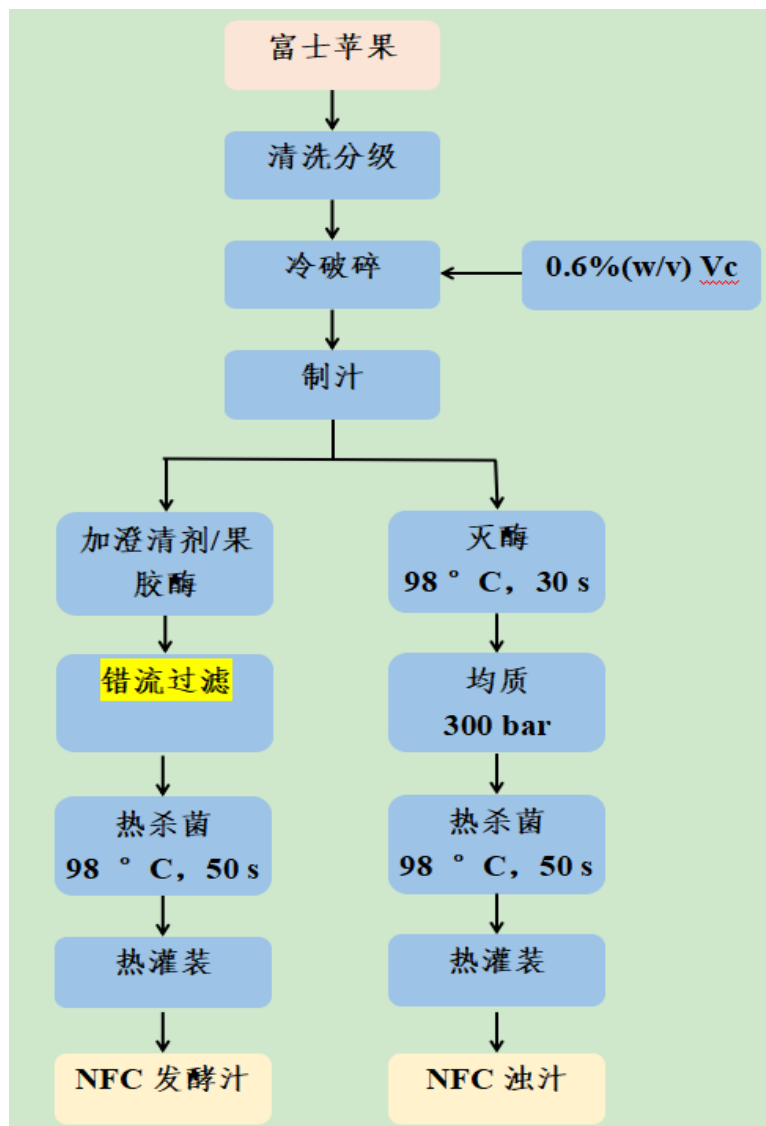 富士苹果
清洗分级
冷破碎
0.6%(w/v) Vc
制汁
加澄清剂/果
胶酶
错流过滤
热杀菌
98 °C，50 s
热灌装
NFC 发酵汁
灭酶
98 °C，30 s
均质
300 bar
热杀菌
98 °C，50 s
热灌装
NFC 浊汁